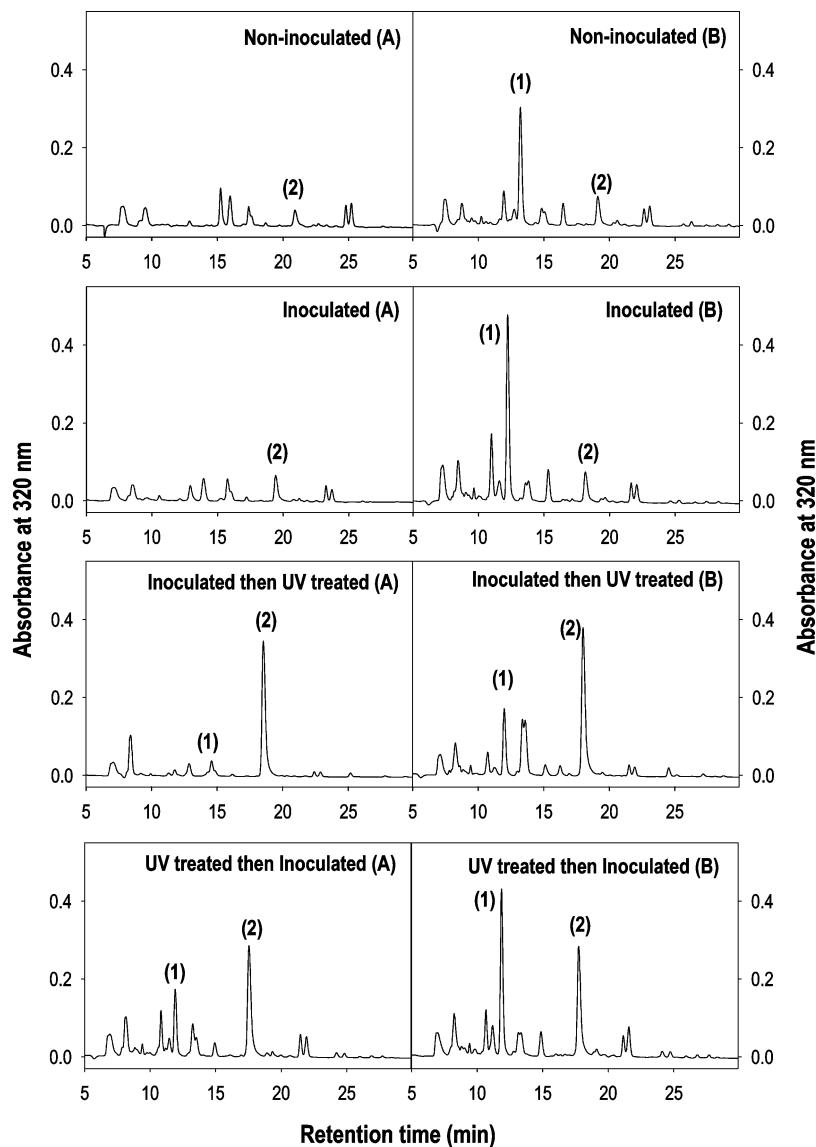 Non-inoculated (A)
Non-inoculated (B)
0.4
0.4
(1)
0.2
0.2
(2)
(2)
0.0
0.0
5 10 15 20 25 5 10 15 20 25
Inoculated (A)
Inoculated (B)
0.4
(1)
0.4
0.2
0.2
(2)
(2)
0.0
0.0
5 10 15 20 25 5 10 15 20 25
Absorbance at 320 nm
Absorbance at 320 nm
Inoculated then UV treated (A)
Inoculated then UV treated (B)
0.4
(2)
(2)
0.4
0.2
0.2
(1)
(1)
0.0
0.0
5 10 15 20 25 5 10 15 20 25
UV treated then Inoculated (A)
UV treated then Inoculated (B)
0.4
(1)
0.4
(2)
(2)
(1)
0.2
0.2
0.0
0.0
5 10 15 20 25 5 10 15 20 25
Retention time (min)